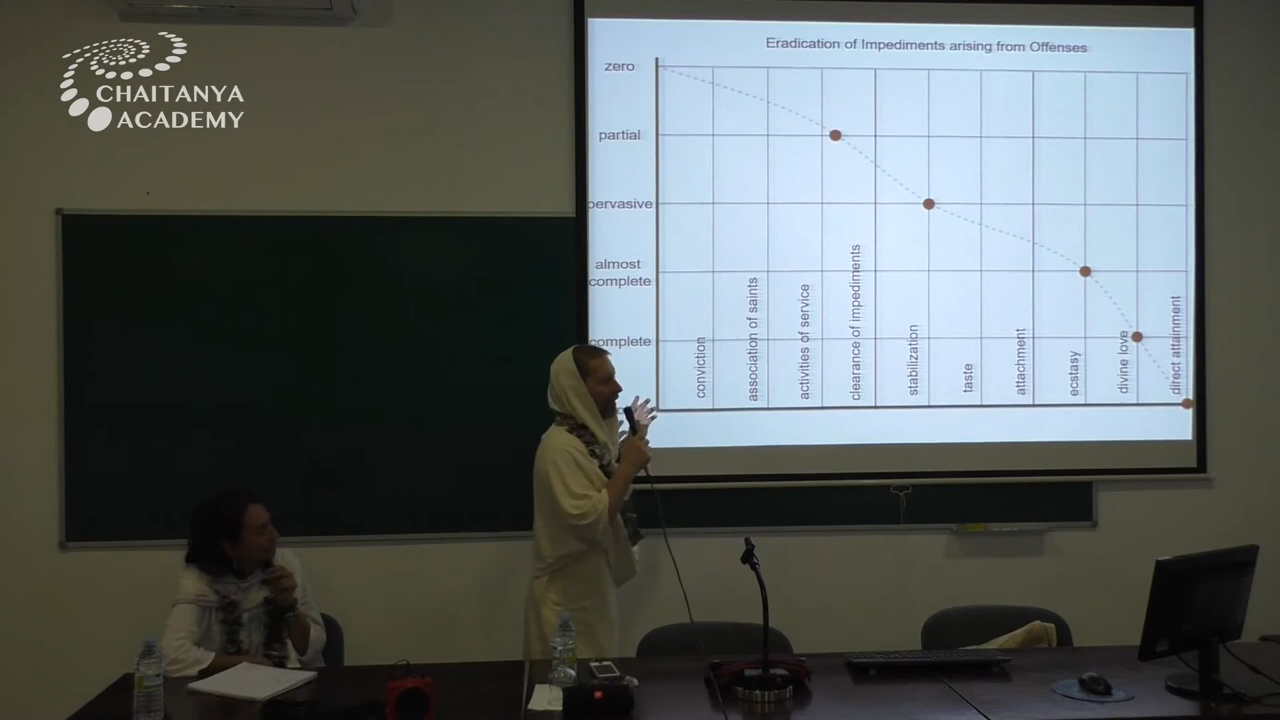 CHAITANYA
ACADEMY
Eradication of Impediments arising from Offenses
zero
partial
pervasive
almost
complete
complete
conviction
association of saints
activities of service
clearance of impediments
stabilization
taste
attachment
ecstasy
divine love
direct attainment